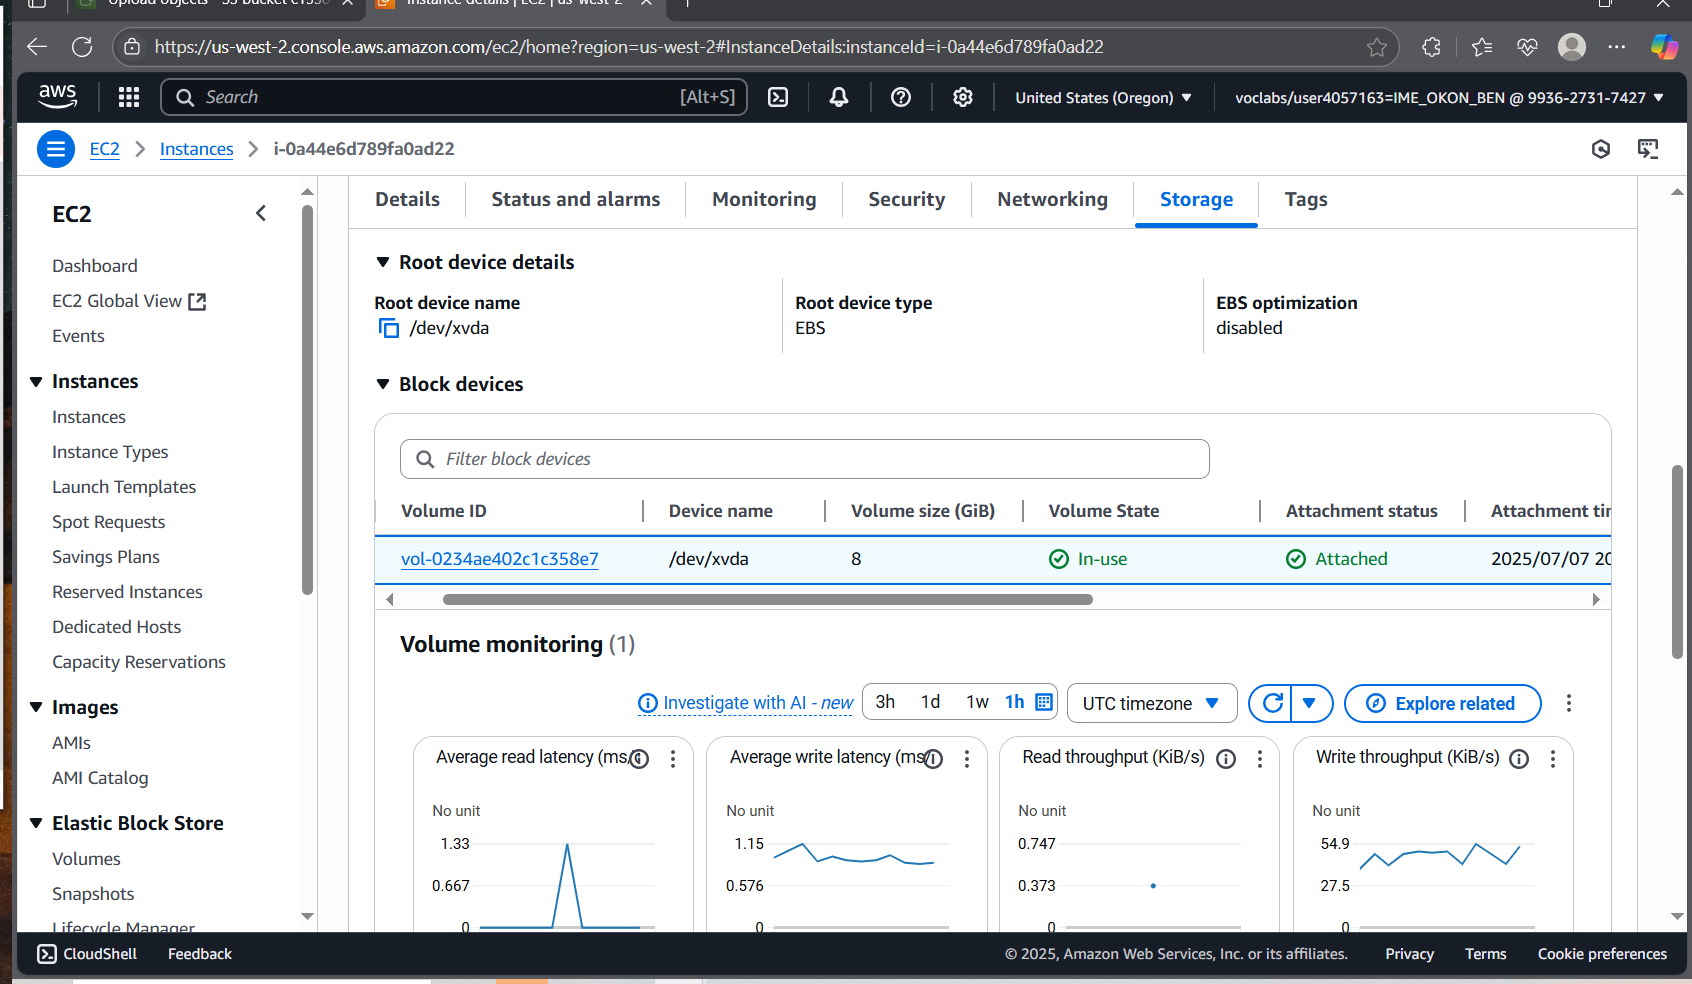 Instance details | EC2 | us-west-2
https://us-west-2.console.aws.amazon.com/ec2/home?region=us-west-2#InstanceDetails:instanceId=i-0a44e6d789fa0ad22
aws
Search
[Alt+S]
United States (Oregon)
voclabs/user4057163=IME_OKON_BEN @ 9936-2731-7427
EC2
Instances
i-0a44e6d789fa0ad22
EC2
Dashboard
EC2 Global View
Events
Instances
Instances
Instance Types
Launch Templates
Spot Requests
Savings Plans
Reserved Instances
Dedicated Hosts
Capacity Reservations
Images
AMIs
AMI Catalog
Elastic Block Store
Volumes
Snapshots
Lifecycle Manager
Details
Status and alarms
Monitoring
Security
Networking
Storage
Tags
Root device details
Root device name
/dev/xvda
Root device type
EBS
EBS optimization
disabled
Block devices
Filter block devices
Volume ID
Device name
Volume size (GiB)
Volume State
Attachment status
Attachment tir
vol-0234ae402c1c358e7
/dev/xvda
8
In-use
Attached
2025/07/07 20
Volume monitoring (1)
Investigate with AI - new
3h 1d 1w 1h
UTC timezone
Explore related
Average read latency (ms/
No unit
1.33
0.667
0
Average write latency (ms/
No unit
1.15
0.576
0
Read throughput (KiB/s)
No unit
0.747
0.373
0
Write throughput (KiB/s)
No unit
54.9
27.5
0
CloudShell
Feedback
© 2025, Amazon Web Services, Inc. or its affiliates.
Privacy
Terms
Cookie preferences